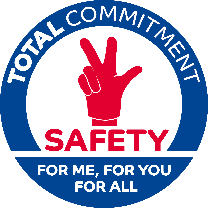 TOTAL COMMITMENT
SAFETY
FOR ME, FOR YOU
FOR ALL